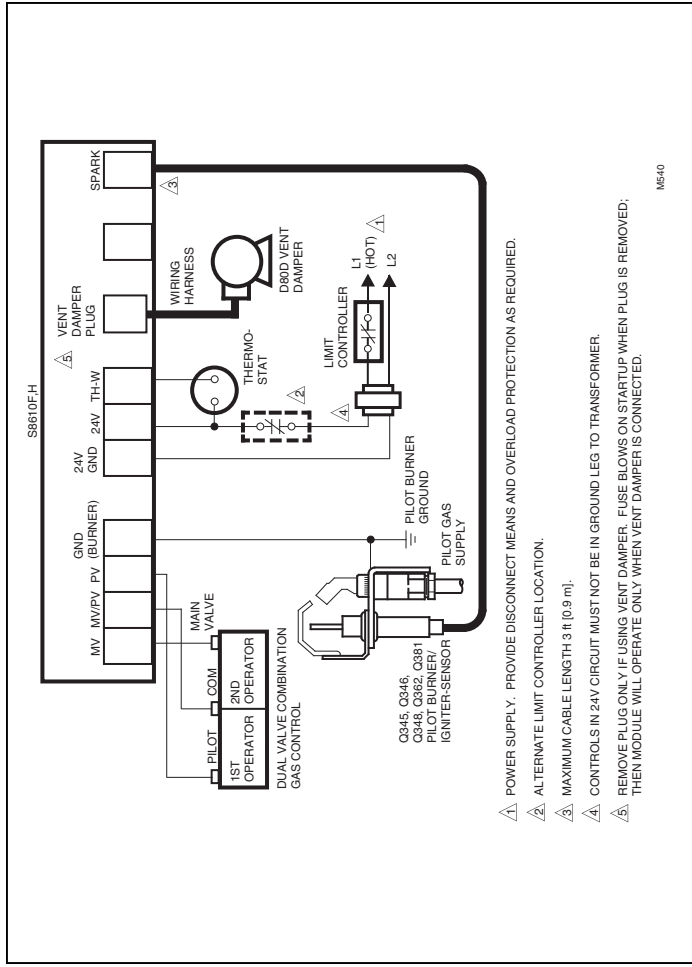 S8610F,H
MV
MV/PV
PV
GND
(BURNER)
24V
GND
24V
TH-W
VENT
DAMPER
PLUG
5
SPARK
3
MAIN
VALVE
PILOT
COM
1ST
OPERATOR
2ND
OPERATOR
DUAL VALVE COMBINATION
GAS CONTROL
THERMO-
STAT
WIRING
HARNESS
D80D VENT
DAMPER
2
LIMIT
CONTROLLER
L1
(HOT)
1
L2
4
PILOT BURNER
GROUND
PILOT GAS
SUPPLY
Q345, Q346,
Q348, Q362, Q381
PILOT BURNER/
IGNITER-SENSOR
1 POWER SUPPLY. PROVIDE DISCONNECT MEANS AND OVERLOAD PROTECTION AS REQUIRED.
2 ALTERNATE LIMIT CONTROLLER LOCATION.
3 MAXIMUM CABLE LENGTH 3 ft [0.9 m].
4 CONTROLS IN 24V CIRCUIT MUST NOT BE IN GROUND LEG TO TRANSFORMER.
5 REMOVE PLUG ONLY IF USING VENT DAMPER. FUSE BLOWS ON STARTUP WHEN PLUG IS REMOVED;
THEN MODULE WILL OPERATE ONLY WHEN VENT DAMPER IS CONNECTED.
M540